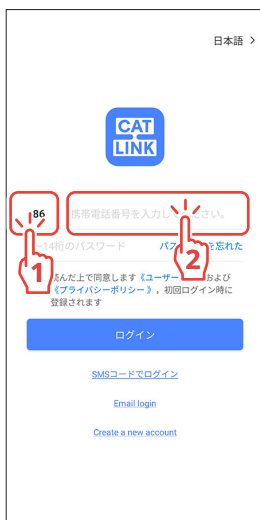 日本語 >
CAT
LINK
86
携帯電話番号を入力してください。
14桁のパスワード
を忘れた
1
2
読んだ上で同意します《ユーザー
および
《プライバシーポリシー 》，初回ログイン時に
登録されます
ログイン
SMSコードでログイン
Email login
Create a new account